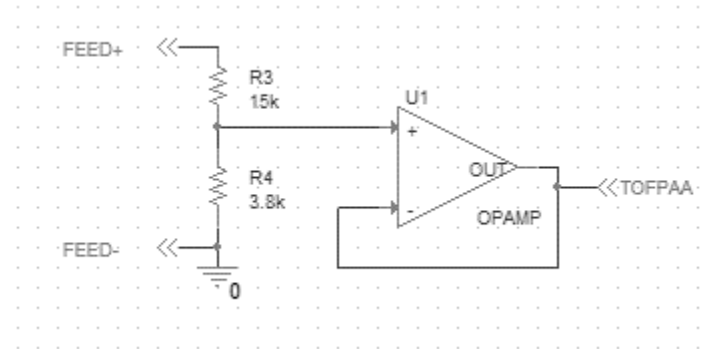 FEED+
R3
15k
U1
+
OUT
TOFPAA
R4
3.8k
-
OPAMP
FEED-
0